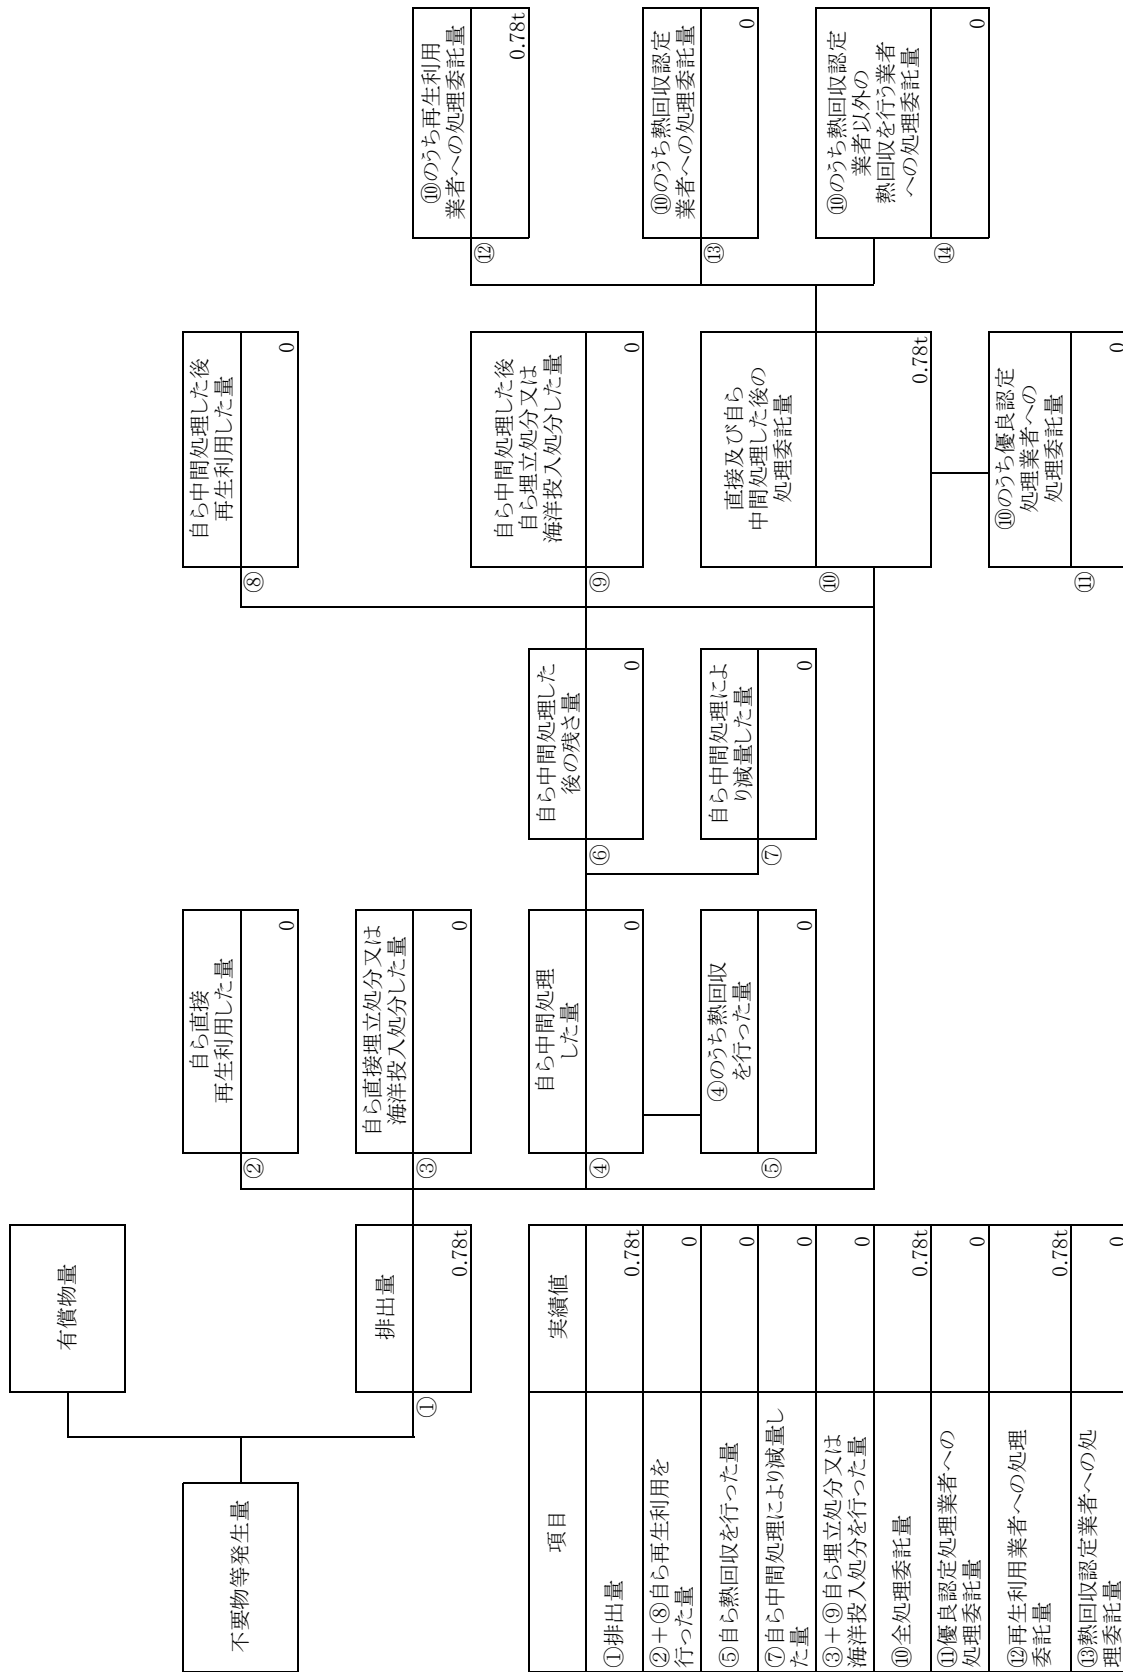 有償物量
不要物等発生量
排出量
①
0.78t
自ら直接
再生利用した量
②
0
自ら直接埋立処分又は
海洋投入処分した量
③
0
自ら中間処理
した量
④
0
④のうち熱回収
を行った量
⑤
0
自ら中間処理した
後の残さ量
⑥
0
自ら中間処理によ
り減量した量
⑦
0
自ら中間処理した後
再生利用した量
⑧
0
自ら中間処理した後
自ら埋立処分又は
海洋投入処分した量
⑨
0
直接及び自ら
中間処理した後の
処理委託量
⑩
0.78t
⑩のうち優良認定
処理業者への
処理委託量
⑪
0
⑩のうち再生利用
業者への処理委託量
⑫
0.78t
⑩のうち熱回収認定
業者への処理委託量
⑬
0
⑩のうち熱回収認定
業者以外の
熱回収を行う業者
への処理委託量
⑭
0
項目 実績値
①排出量 0.78t
②+⑧自ら再生利用を
行った量 0
⑤自ら熱回収を行った量 0
⑦自ら中間処理により減量し
た量 0
③+⑨自ら埋立処分又は
海洋投入処分を行った量 0
⑩全処理委託量 0.78t
⑪優良認定処理業者への
処理委託量 0
⑫再生利用業者への処理
委託量 0.78t
⑬熱回収認定業者への処
理委託量 0